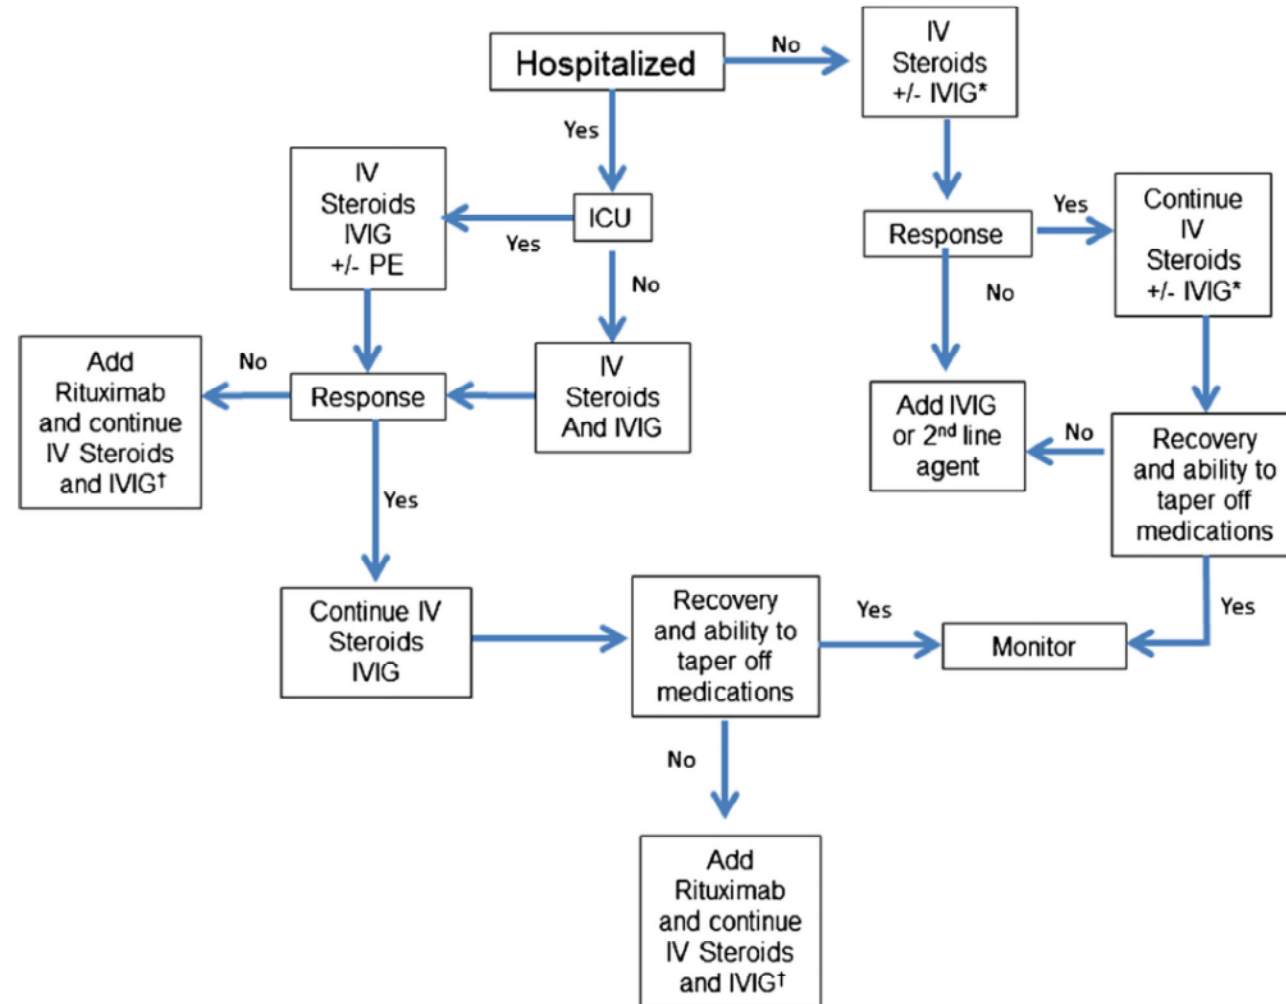 Hospitalized
No
IV
Steroids
+/- IVIG*
Yes
IV
Steroids
IVIG
+/- PE
Yes
ICU
No
Response
Yes
Continue
IV
Steroids
+/- IVIG*
No
Add
Rituximab
and continue
IV Steroids
and IVIG†
No
Response
IV
Steroids
And IVIG
Add IVIG
or 2nd line
agent
No
Recovery
and ability to
taper off
medications
Yes
Continue IV
Steroids
IVIG
Recovery
and ability to
taper off
medications
Yes
Monitor
Yes
No
Add
Rituximab
and continue
IV Steroids
and IVIG†